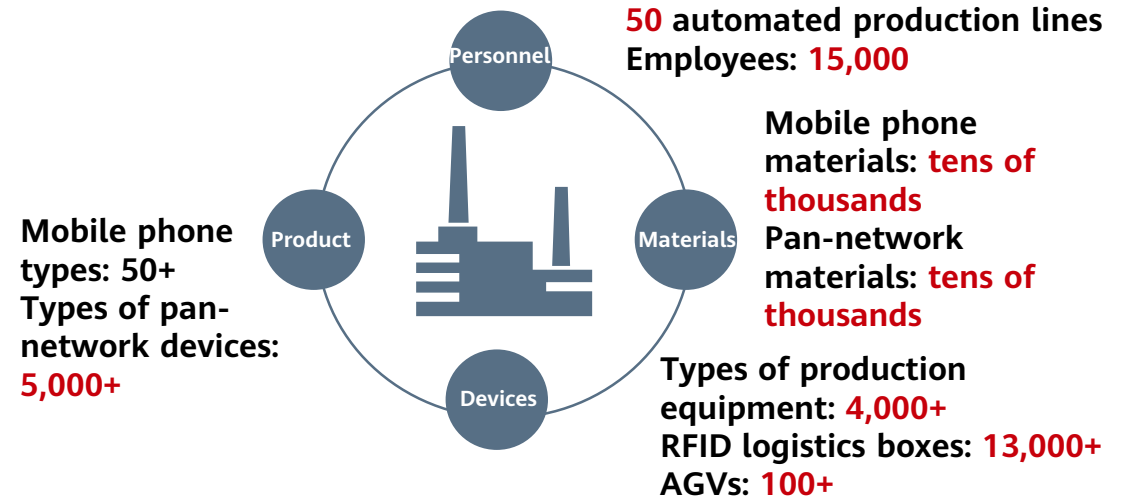 Personnel
50 automated production lines
Employees: 15,000
Product
Materials
Mobile phone
materials: tens of
thousands
Pan-network
materials: tens of
thousands
Mobile phone
types: 50+
Types of pan-
network devices:
5,000+
Devices
Types of production
equipment: 4,000+
RFID logistics boxes: 13,000+
AGVs: 100+